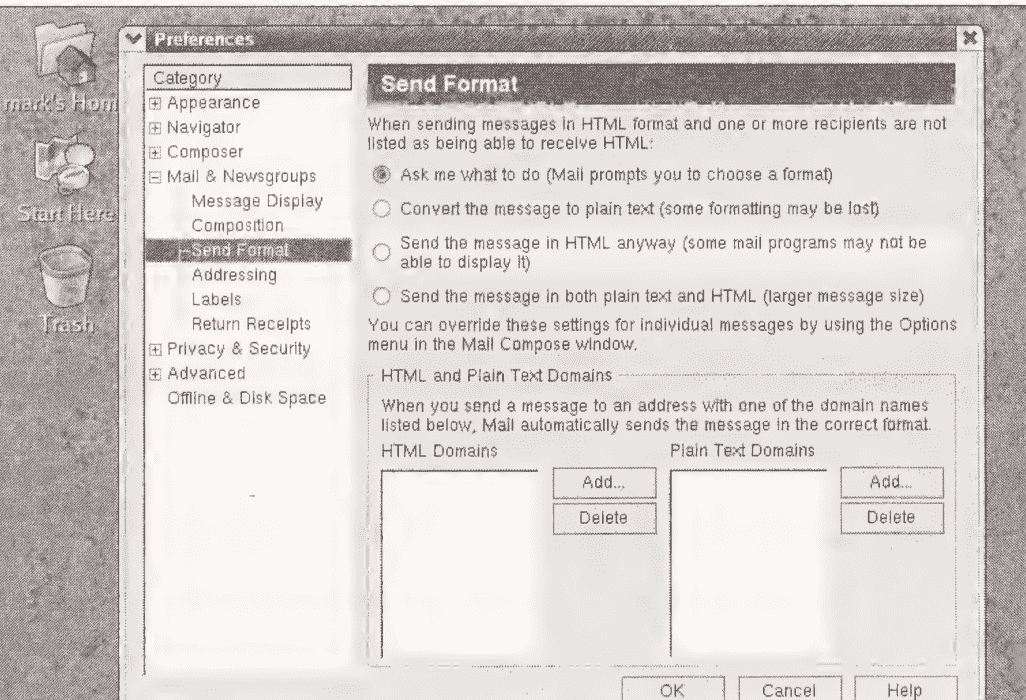 Preferences
mark's Hom
Start Here
Trash
Category
Appearance
Navigator
Composer
Mail & Newsgroups
Message Display
Composition
Send Format
Addressing
Labels
Return Receipts
Privacy & Security
Advanced
Offline & Disk Space
Send Format
When sending messages in HTML format and one or more recipients are not
listed as being able to receive HTML:
Ask me what to do (Mail prompts you to choose a format)
Convert the message to plain text (some formatting may be lost)
Send the message in HTML anyway (some mail programs may not be
able to display it)
Send the message in both plain text and HTML (larger message size)
You can override these settings for individual messages by using the Options
menu in the Mail Compose window.
HTML and Plain Text Domains
When you send a message to an address with one of the domain names
listed below, Mail automatically sends the message in the correct format.
HTML Domains
Add...
Delete
Plain Text Domains
Add...
Delete
OK Cancel Help